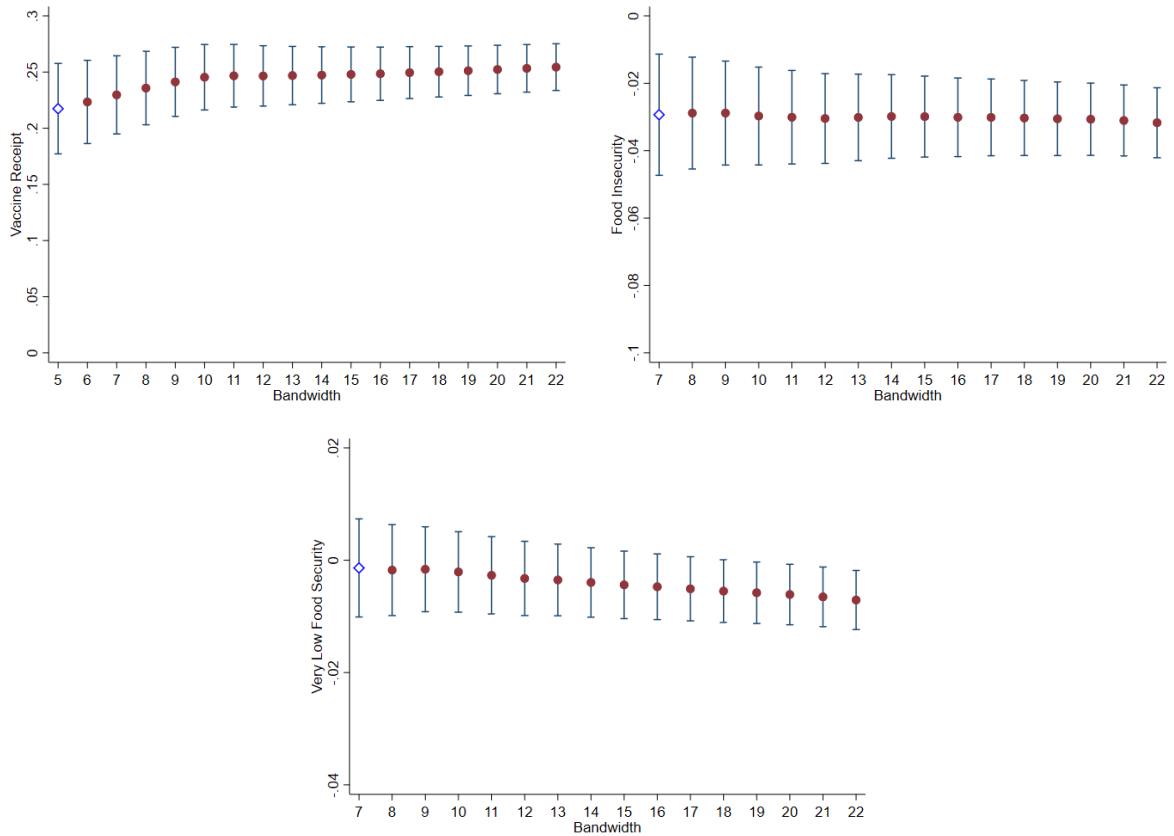 Vaccine Receipt
.3
.25
.2
.15
.1
.05
0
5 6 7 8 9 10 11 12 13 14 15 16 17 18 19 20 21 22
Bandwidth
Food Insecurity
0
-.02
-.04
-.06
-.08
-.1
7 8 9 10 11 12 13 14 15 16 17 18 19 20 21 22
Bandwidth
Very Low Food Security
.02
0
-.02
-.04
7 8 9 10 11 12 13 14 15 16 17 18 19 20 21 22
Bandwidth